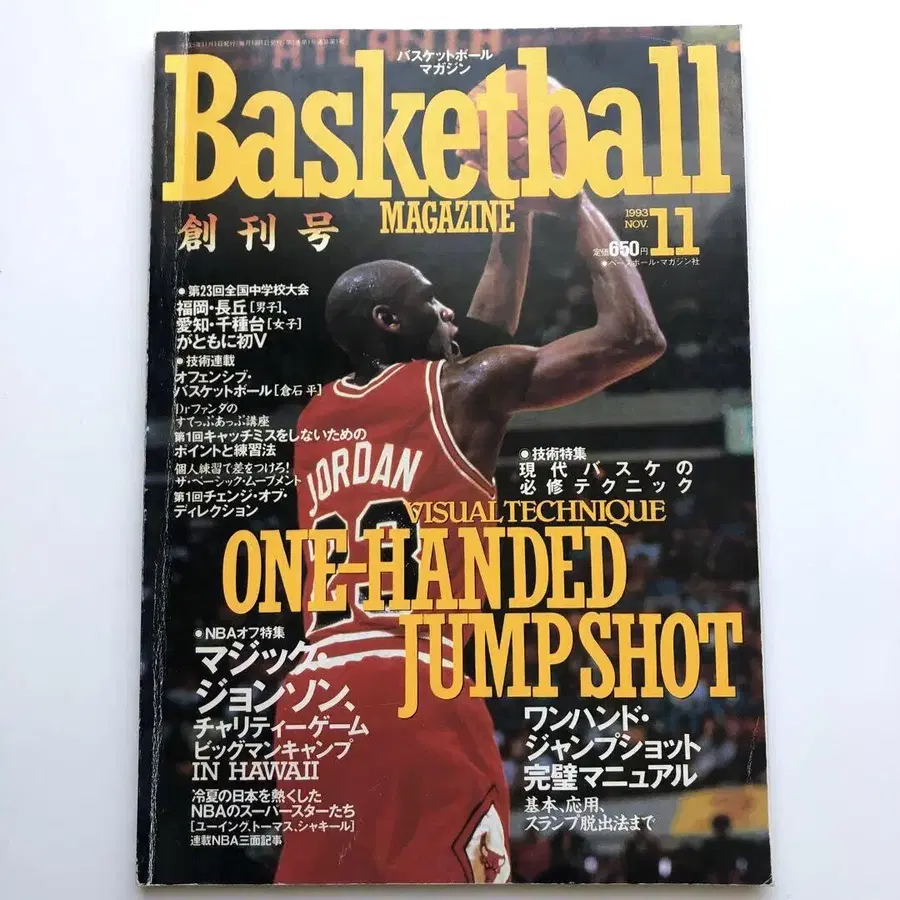 バスケットボール
マガジン
Basketball
MAGAZINE
1993
NOV.
11
定価650円
●ベースボール・マガジン社
創刊号
●第23回全国中学校大会
福岡・長丘[男子]、
愛知・千種台[女子]
がともに初V
●技術連載
オフェンシブ・
バスケットボール[倉石 平]
Drファンダの
すてっぷあっぷ講座
第1回キャッチミスをしないための
ポイントと練習法
個人練習で差をつけろ!
ザ・ベーシック・ムーブメント
第1回チェンジ・オブ・
ディレクション
JORDAN
23
●技術特集
現代バスケの
必修テクニック
VISUAL TECHNIQUE
ONE-HANDED
JUMP SHOT
●NBAオフ特集
マジック・
ジョンソン、
チャリティーゲーム
ビッグマンキャンプ
IN HAWAII
冷夏の日本を熱くした
NBAのスーパースターたち
[ユーイング、トーマス、シャキール]
連載NBA三面記事
ワンハンド・
ジャンプショット
完璧マニュアル
基本、応用、
スランプ脱出法まで